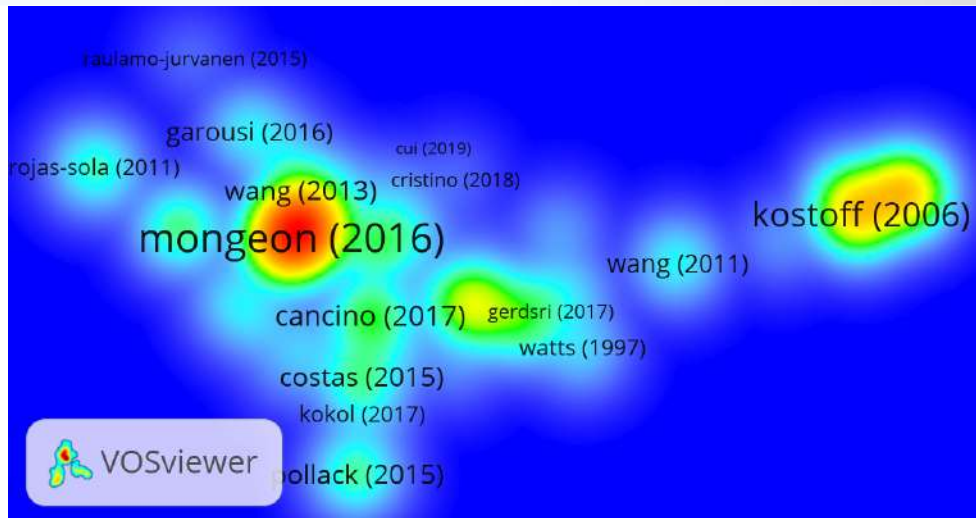 raulamo-jurvanen (2015)
garousi (2016)
cui (2019)
rojas-sola (2011)
cristino (2018)
wang (2013)
kostoff (2006)
mongeon (2016)
wang (2011)
cancino (2017)
gerdsri (2017)
watts (1997)
costas (2015)
kokol (2017)
VOSviewer
pollack (2015)